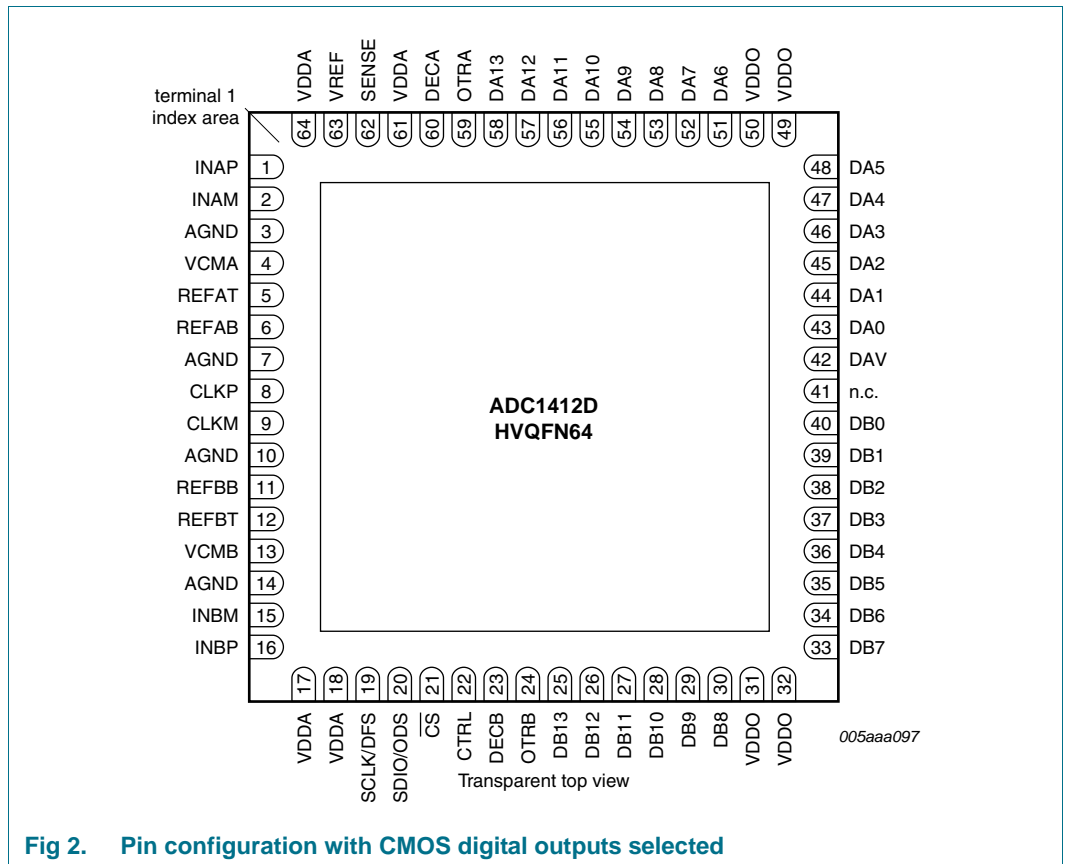 terminal 1
index area
VDDA
VREF
SENSE
VDDA
DECA
OTRA
DA13
DA12
DA11
DA10
DA9
DA8
DA7
DA6
VDDO
VDDO
64
63
62
61
60
59
58
57
56
55
54
53
52
51
50
49
INAP 1
INAM 2
AGND 3
VCMA 4
REFAT 5
REFAB 6
AGND 7
CLKP 8
CLKM 9
AGND 10
REFBB 11
REFBT 12
VCMB 13
AGND 14
INBM 15
INBP 16
ADC1412D
HVQFN64
48 DA5
47 DA4
46 DA3
45 DA2
44 DA1
43 DA0
42 DAV
41 n.c.
40 DB0
39 DB1
38 DB2
37 DB3
36 DB4
35 DB5
34 DB6
33 DB7
17
18
19
20
21
22
23
24
25
26
27
28
29
30
31
32
VDDA
VDDA
SCLK/DFS
SDIO/ODS
C̅S̅
CTRL
DECB
OTRB
DB13
DB12
DB11
DB10
DB9
DB8
VDDO
VDDO
005aaa097
Transparent top view
Fig 2. Pin configuration with CMOS digital outputs selected